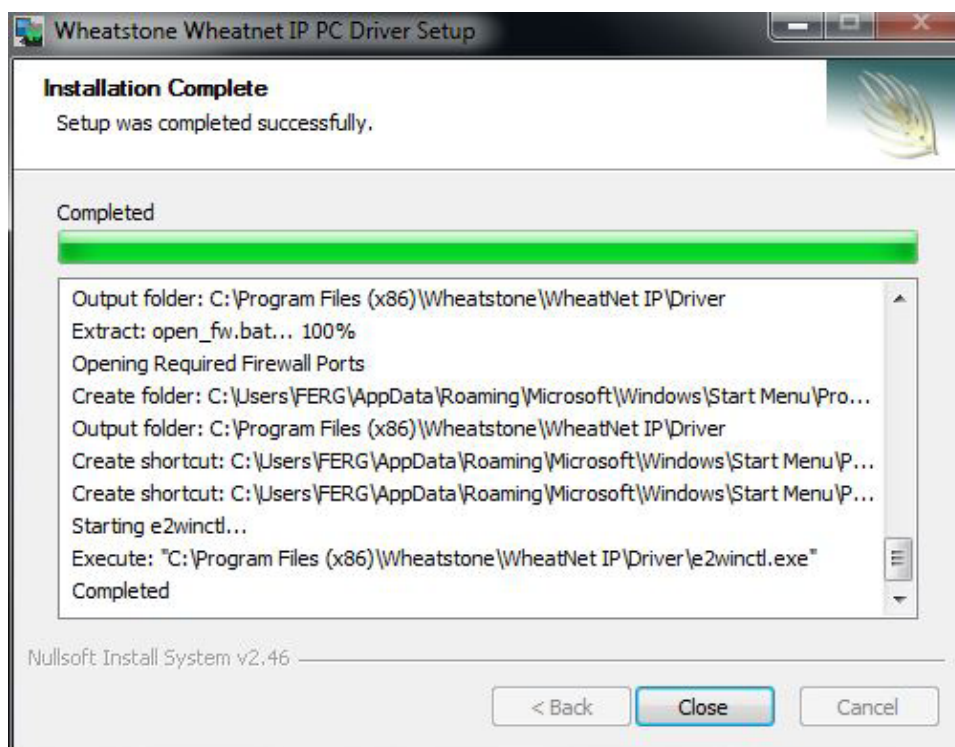 Wheatstone Wheatnet IP PC Driver Setup
Installation Complete
Setup was completed successfully.
Completed
Output folder: C:\Program Files (x86)\Wheatstone\WheatNet IP\Driver
Extract: open_fw.bat... 100%
Opening Required Firewall Ports
Create folder: C:\Users\FERG\AppData\Roaming\Microsoft\Windows\Start Menu\Pro...
Output folder: C:\Program Files (x86)\Wheatstone\WheatNet IP\Driver
Create shortcut: C:\Users\FERG\AppData\Roaming\Microsoft\Windows\Start Menu\P...
Create shortcut: C:\Users\FERG\AppData\Roaming\Microsoft\Windows\Start Menu\P...
Starting e2winctl...
Execute: "C:\Program Files (x86)\Wheatstone\WheatNet IP\Driver\e2winctl.exe"
Completed
Nullsoft Install System v2.46
< Back
Close
Cancel